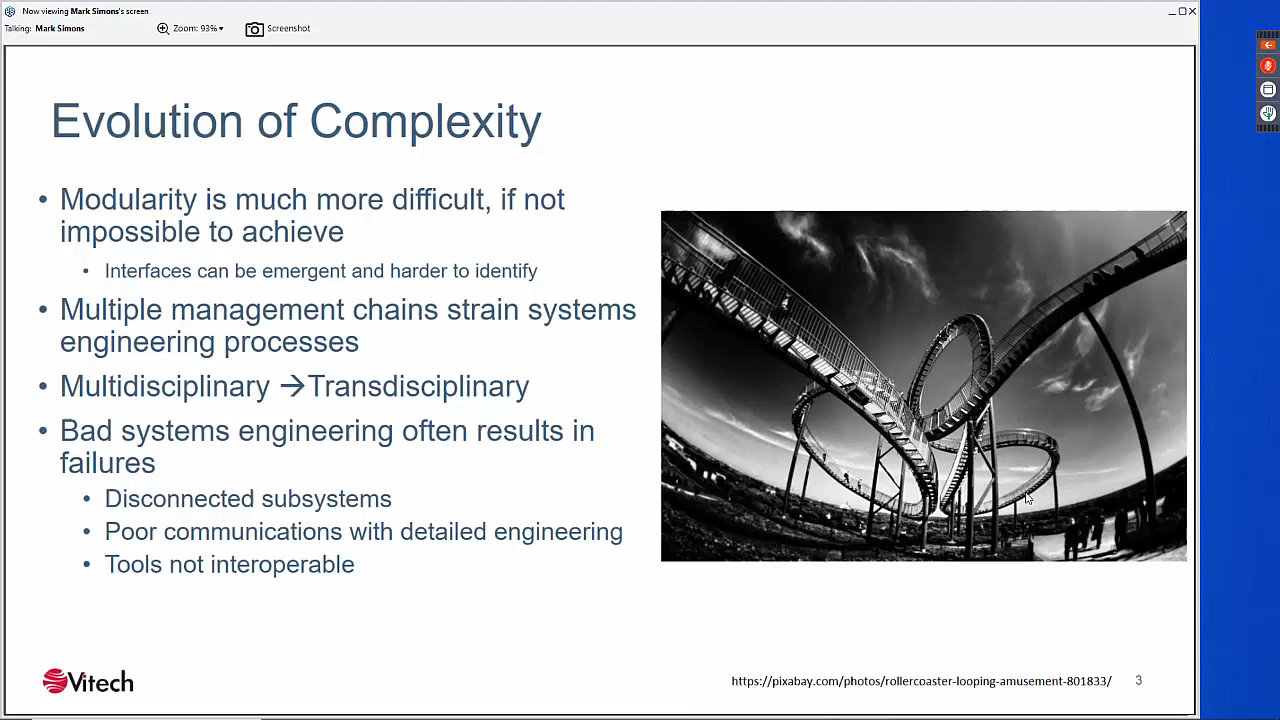 Now viewing Mark Simons's screen
Talking: Mark Simons
Zoom: 93%
Screenshot
Evolution of Complexity
• Modularity is much more difficult, if not
impossible to achieve
• Interfaces can be emergent and harder to identify
• Multiple management chains strain systems
engineering processes
• Multidisciplinary →Transdisciplinary
• Bad systems engineering often results in
failures
• Disconnected subsystems
• Poor communications with detailed engineering
• Tools not interoperable
Vitech
https://pixabay.com/photos/rollercoaster-looping-amusement-801833/
3